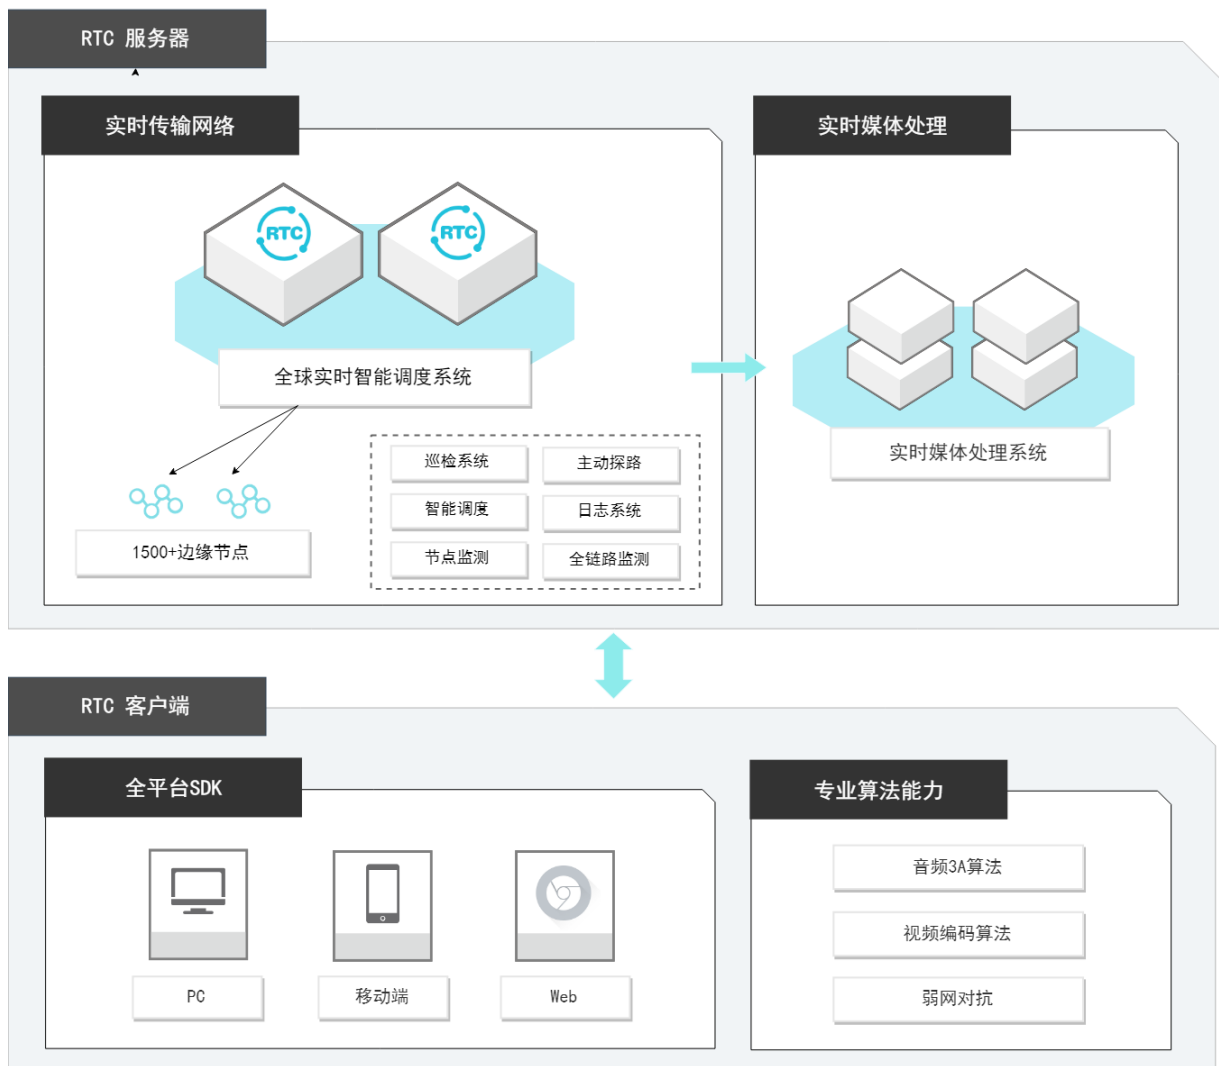 RTC 服务器
实时传输网络
实时媒体处理
RTC
RTC
全球实时智能调度系统
实时媒体处理系统
巡检系统
主动探路
智能调度
日志系统
节点监测
全链路监测
1500+边缘节点
RTC 客户端
全平台SDK
专业算法能力
音频3A算法
视频编码算法
弱网对抗
PC
移动端
Web